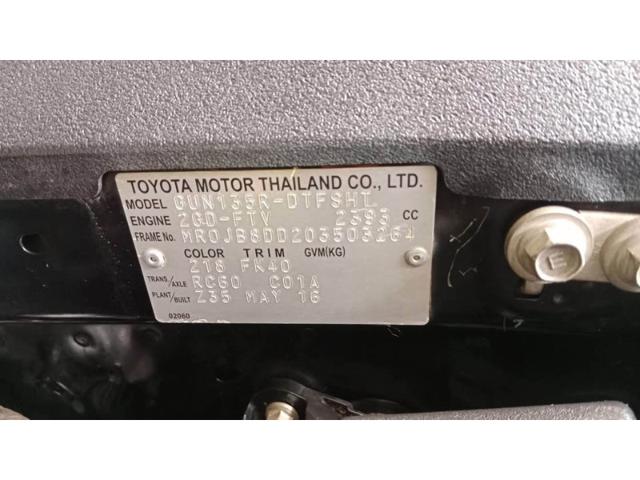 TOYOTA MOTOR THAILAND CO., LTD.
MODEL GUN135R-DTFSHT
ENGINE 2GD-FTV 2393 CC
FRAME NO. MR0JB8DD203503264
COLOR TRIM GVM(KG)
218 FK40
TRANS/AXLE RC60 C01A
PLANT/BUILT Z35 MAY 16
02060